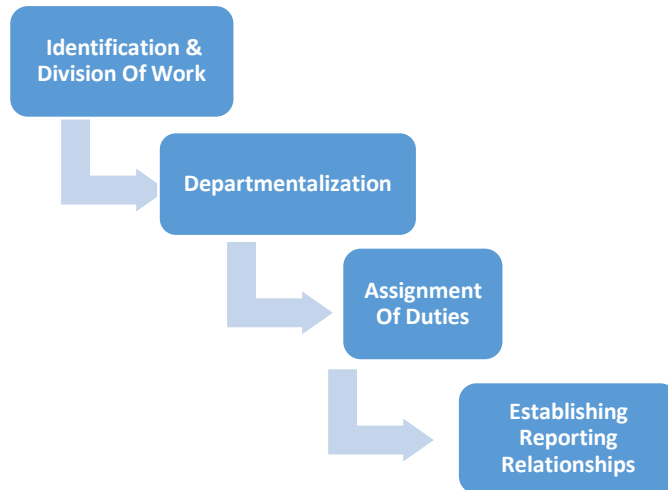 Identification &
Division Of Work
Departmentalization
Assignment
Of Duties
Establishing
Reporting
Relationships